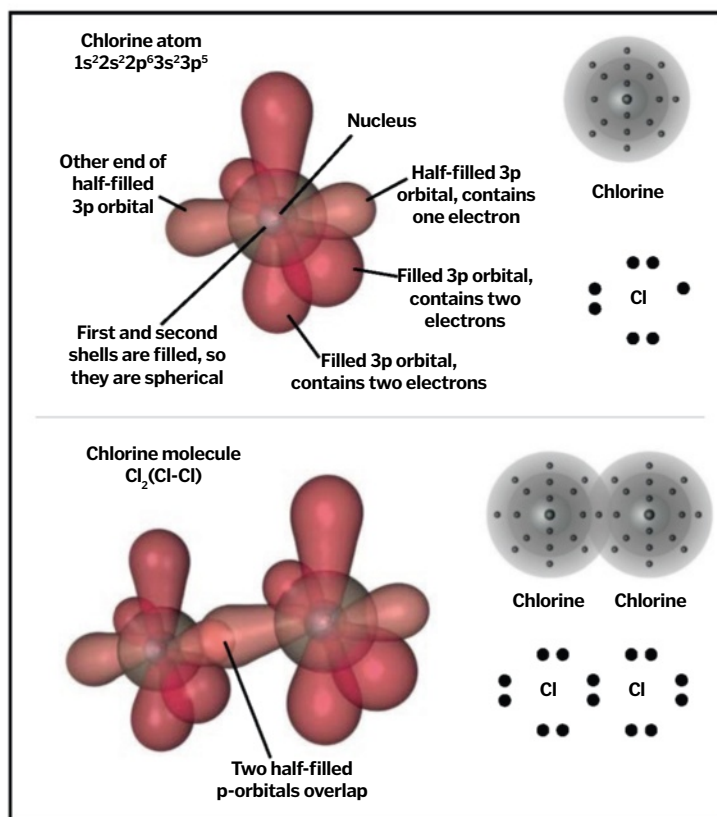 Chlorine atom
1s²2s²2p⁶3s²3p⁵
Nucleus
Other end of
half-filled
3p orbital
Half-filled 3p
orbital, contains
one electron
Filled 3p orbital,
contains two
electrons
First and second
shells are filled, so
they are spherical
Filled 3p orbital,
contains two electrons
Chlorine
Cl
Chlorine molecule
Cl₂(Cl-Cl)
Two half-filled
p-orbitals overlap
Chlorine Chlorine
Cl Cl